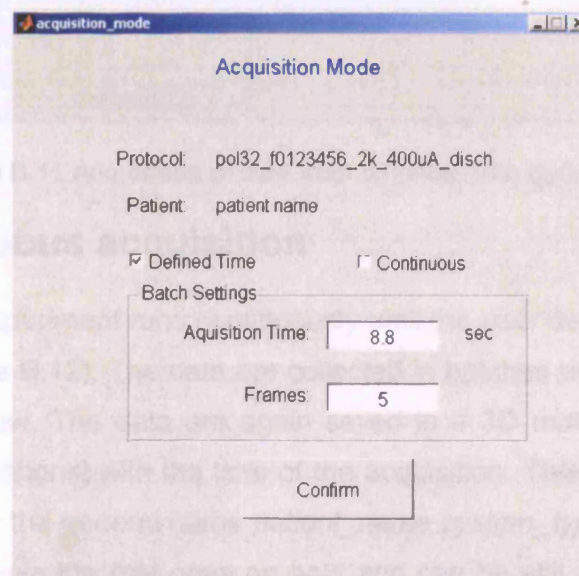 acquisition_mode
Acquisition Mode
Protocol: pol32_f0123456_2k_400uA_disch
Patient: patient name
Defined Time Continuous
Batch Settings
Aquisition Time: 8.8 sec
Frames: 5
Confirm